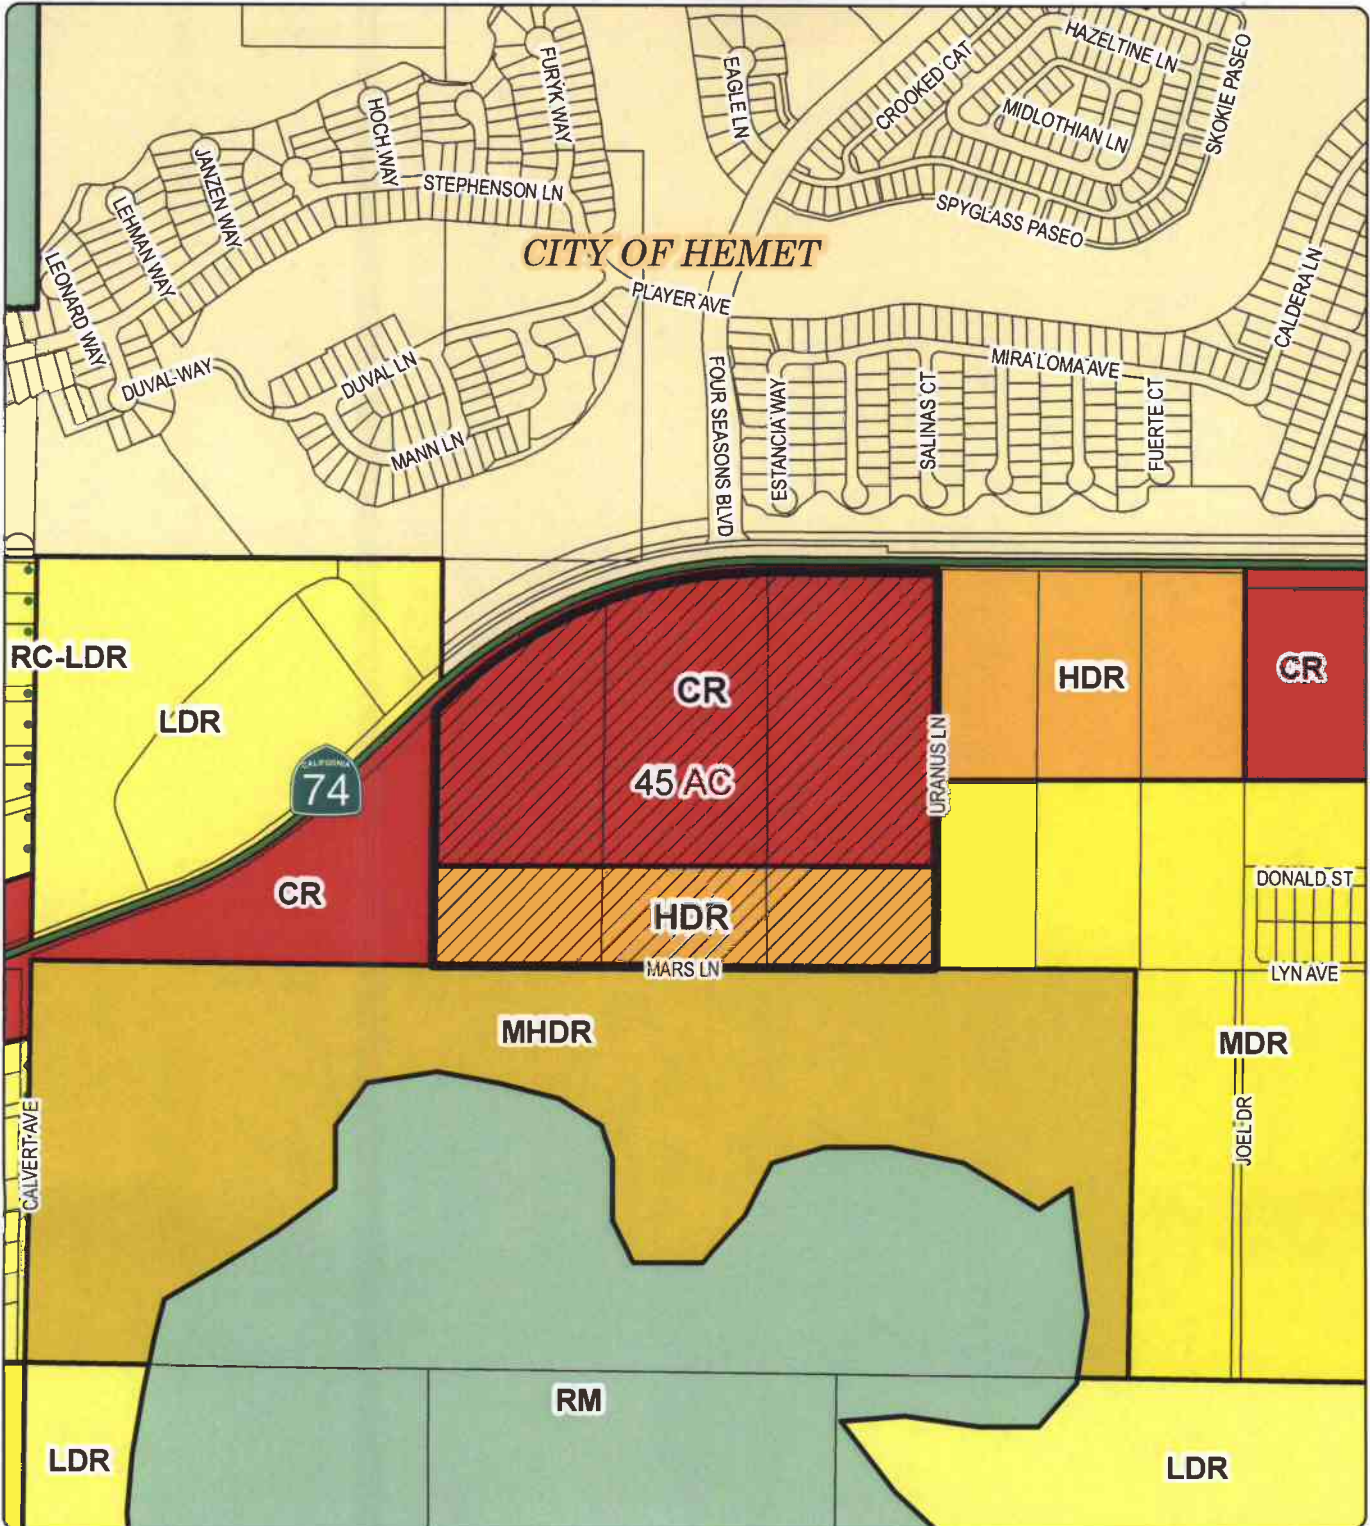 HAZELTINE LN
FURYK WAY
EAGLE LN
CROOKED CAT
SKOKIE PASEO
HOCH WAY
MIDLOTHIAN LN
JANZEN WAY
STEPHENSON LN
LEHMAN WAY
SPYGLASS PASEO
CITY OF HEMET
LEONARD WAY
PLAYER AVE
CALDERA LN
DUVAL WAY
DUVAL LN
FOUR SEASONS BLVD
MIRA LOMA AVE
ESTANCIA WAY
SALINAS CT
FUERTE CT
MANN LN
RC-LDR
LDR
CR
HDR
CR
CALIFORNIA
74
45 AC
URANUS LN
CR
HDR
DONALD ST
MARS LN
LYN AVE
MHDR
MDR
CALVERT AVE
JOEL DR
RM
LDR
LDR